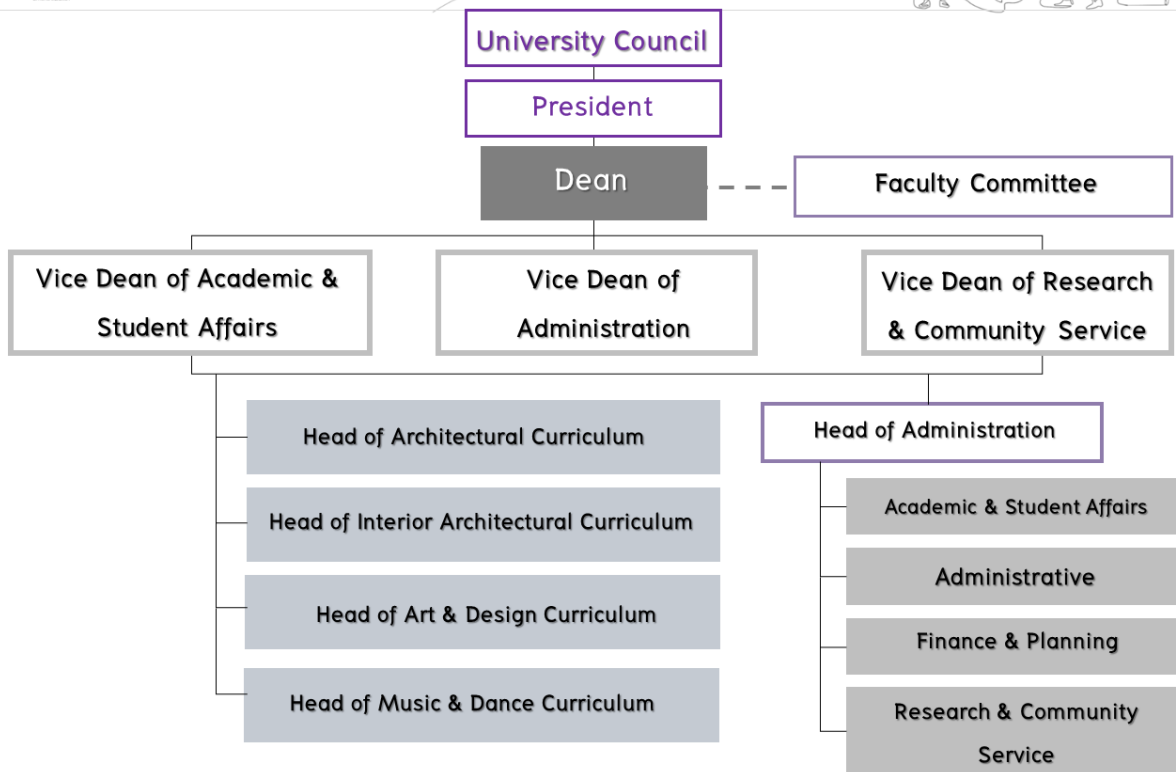 University Council
President
Dean
Faculty Committee
Vice Dean of Academic &
Student Affairs
Vice Dean of
Administration
Vice Dean of Research
& Community Service
Head of Architectural Curriculum
Head of Interior Architectural Curriculum
Head of Art & Design Curriculum
Head of Music & Dance Curriculum
Head of Administration
Academic & Student Affairs
Administrative
Finance & Planning
Research & Community
Service